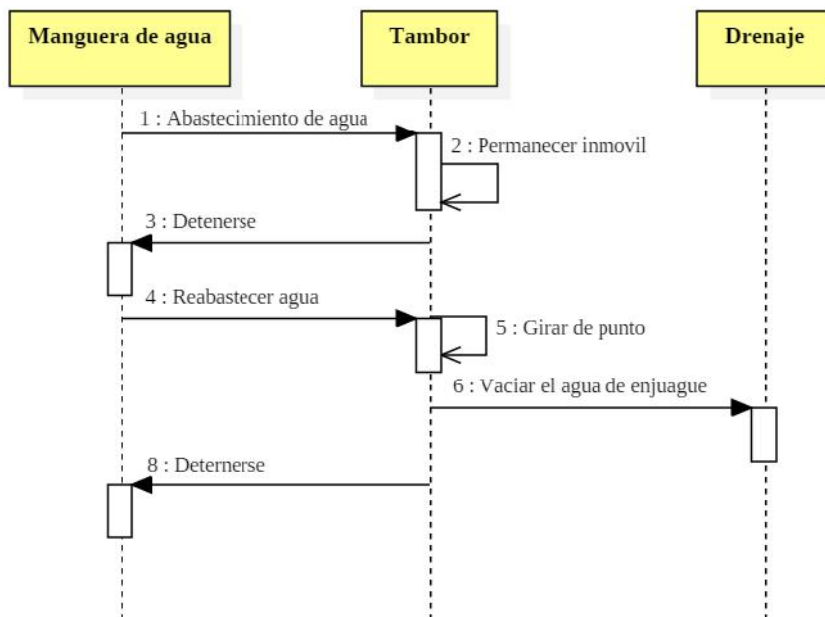 Manguera de agua
Tambor
Drenaje
1 : Abastecimiento de agua
2 : Permanecer inmovil
3 : Detenerse
4 : Reabastecer agua
5 : Girar de punto
6 : Vaciar el agua de enjuague
8 : Deternerse